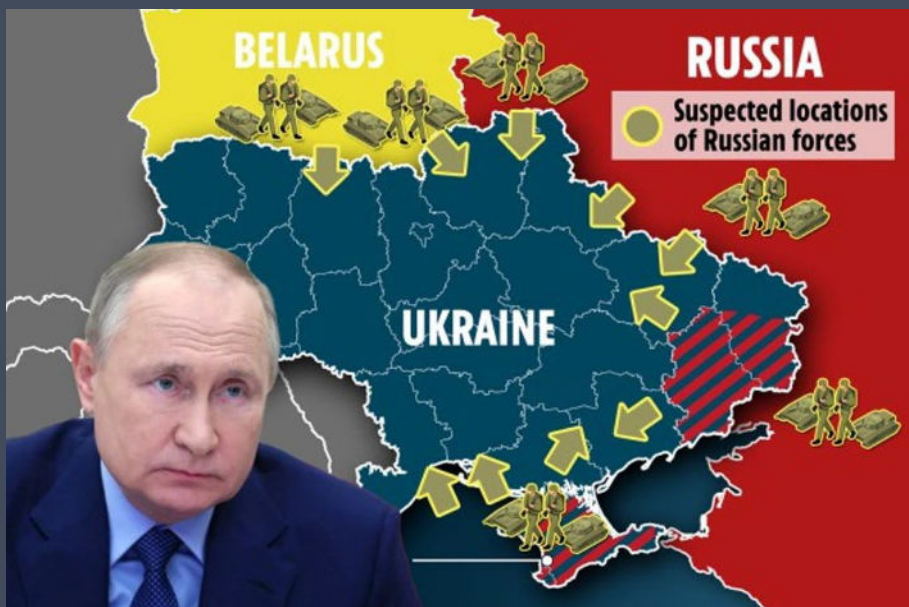 BELARUS
RUSSIA
Suspected locations
of Russian forces
UKRAINE